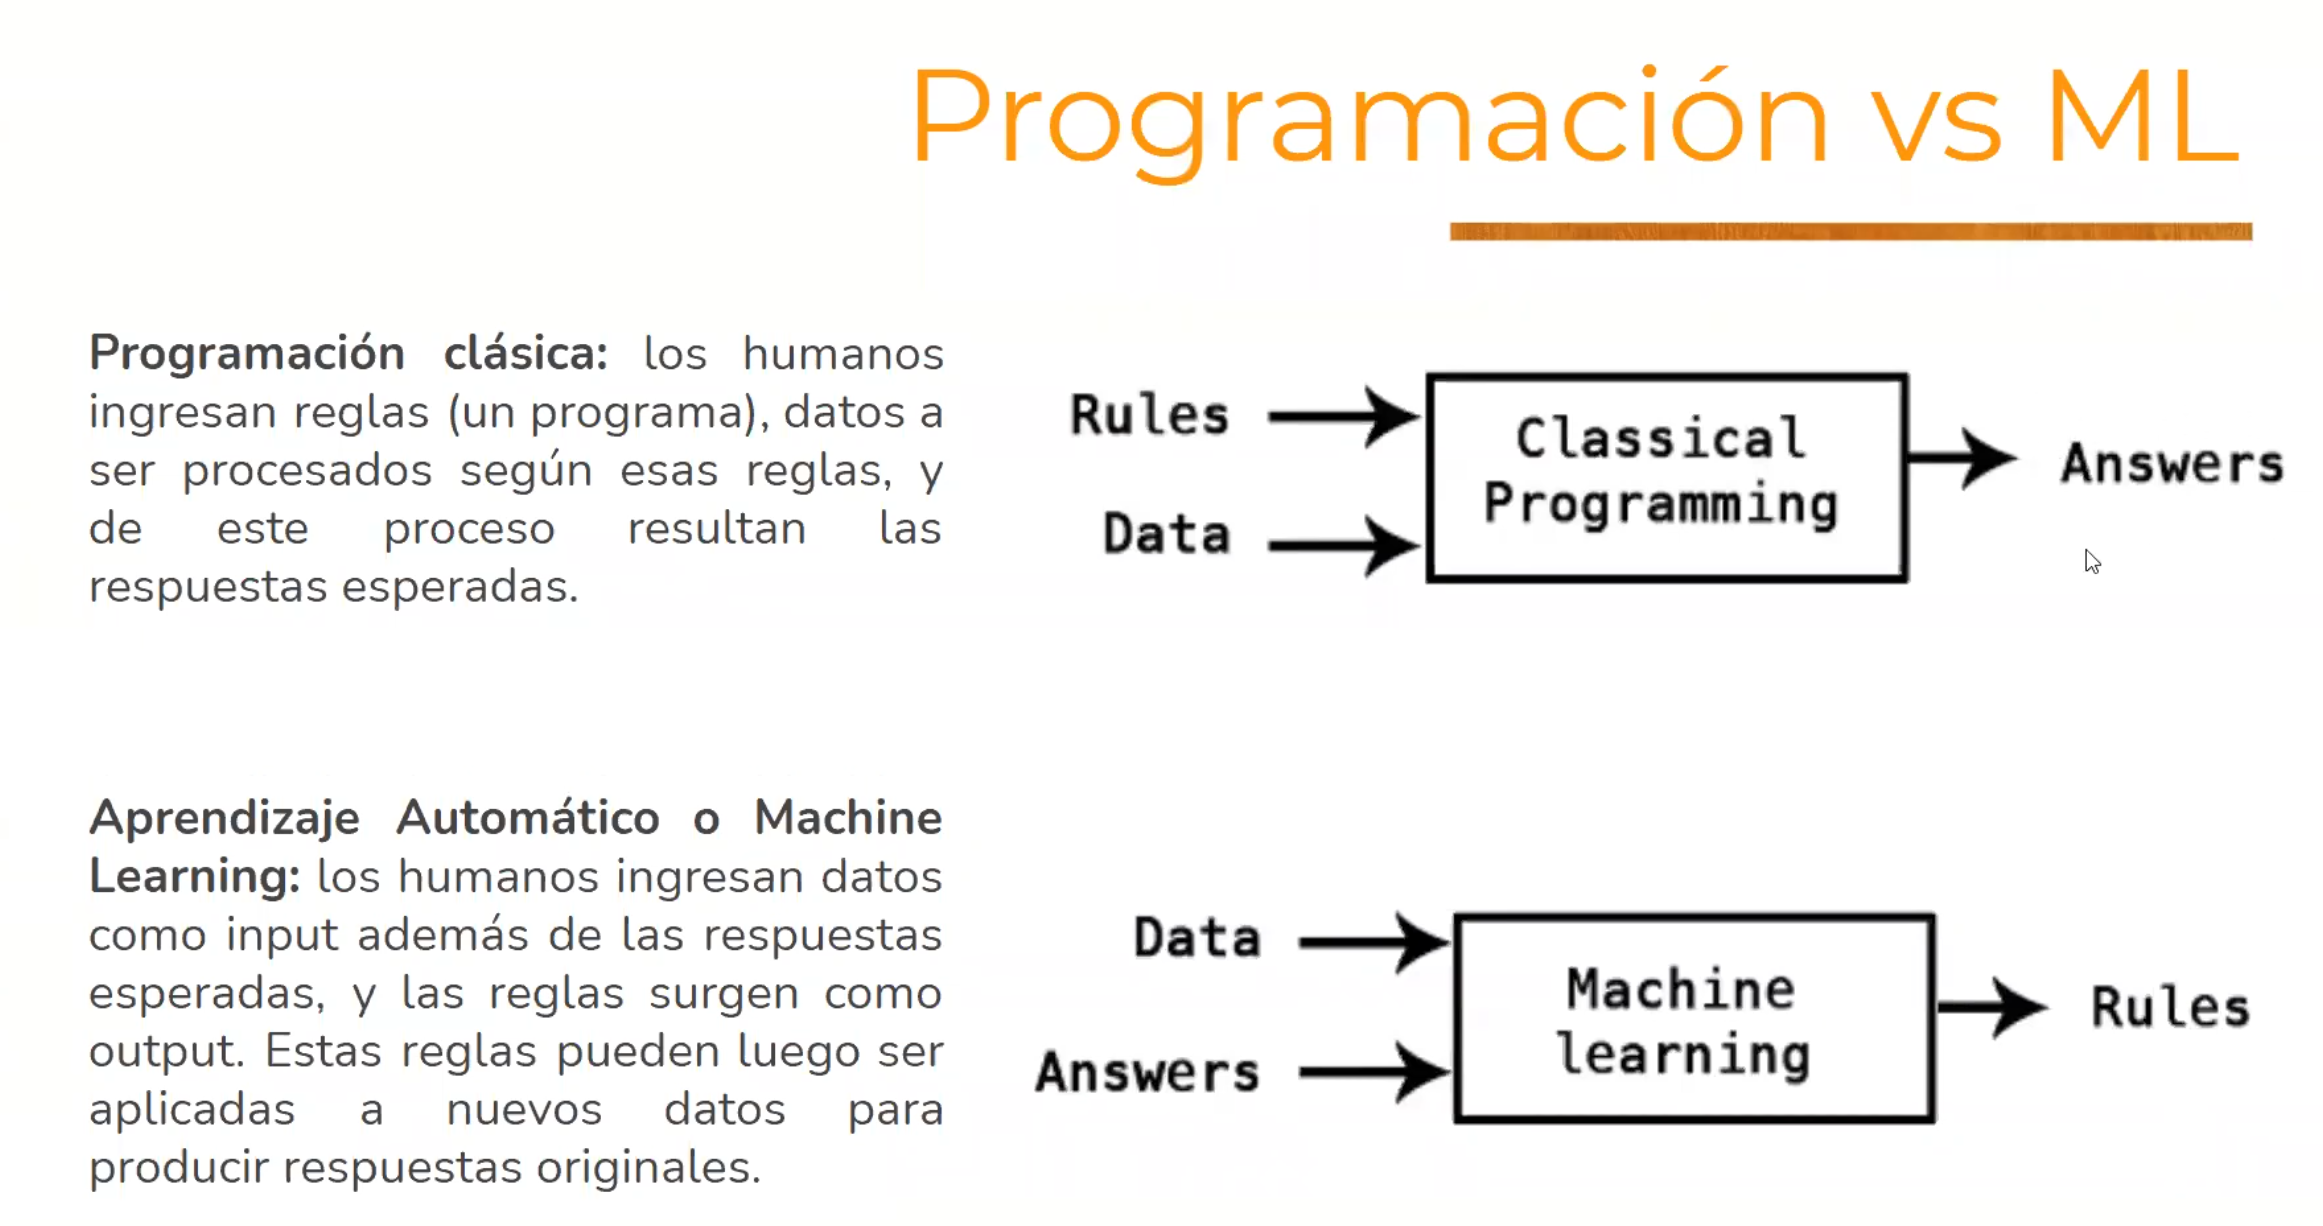 Programación vs ML
Programación clásica: los humanos
ingresan reglas (un programa), datos a
ser procesados según esas reglas, y
de este proceso resultan las
respuestas esperadas.
Rules
Data
Classical
Programming
Answers
Aprendizaje Automático o Machine
Learning: los humanos ingresan datos
como input además de las respuestas
esperadas, y las reglas surgen como
output. Estas reglas pueden luego ser
aplicadas a nuevos datos para
producir respuestas originales.
Data
Answers
Machine
learning
Rules